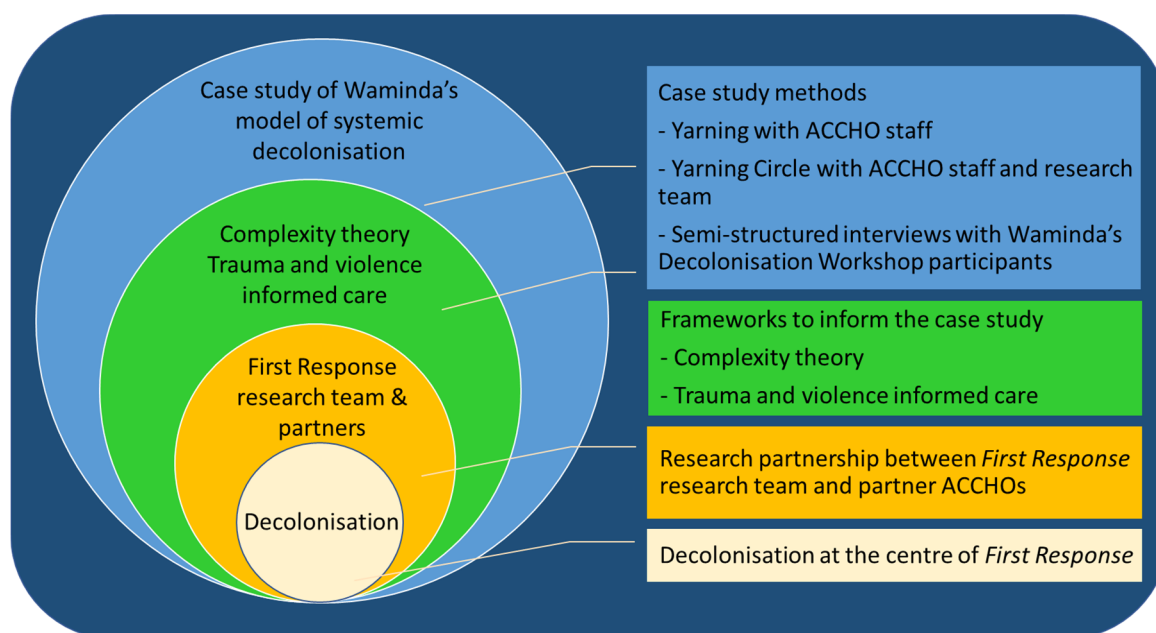 Case study of Waminda's
model of systemic
decolonisation
Complexity theory
Trauma and violence
informed care
First Response
research team &
partners
Decolonisation
Case study methods
- Yarning with ACCHO staff
- Yarning Circle with ACCHO staff and research
team
- Semi-structured interviews with Waminda's
Decolonisation Workshop participants
Frameworks to inform the case study
- Complexity theory
- Trauma and violence informed care
Research partnership between First Response
research team and partner ACCHOs
Decolonisation at the centre of First Response